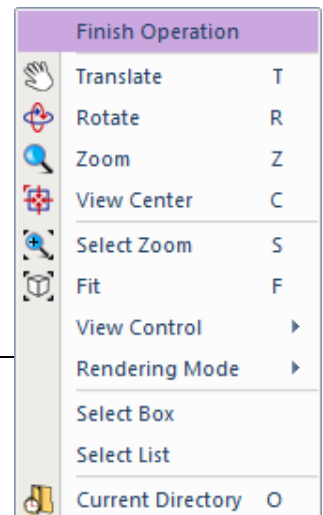 Finish Operation
Translate T
Rotate R
Zoom Z
View Center C
Select Zoom S
Fit F
View Control
Rendering Mode
Select Box
Select List
Current Directory O